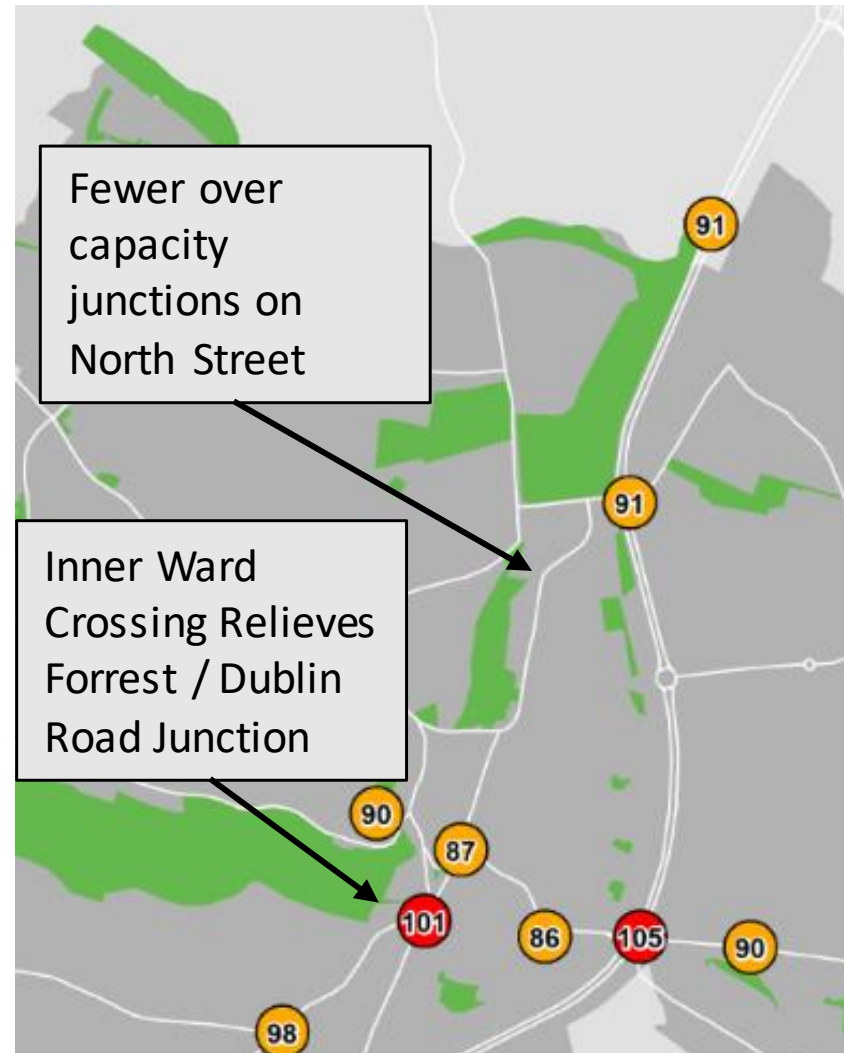 Fewer over
capacity
junctions on
North Street
91
91
Inner Ward
Crossing Relieves
Forrest / Dublin
Road Junction
90
87
101
86
105
90
98